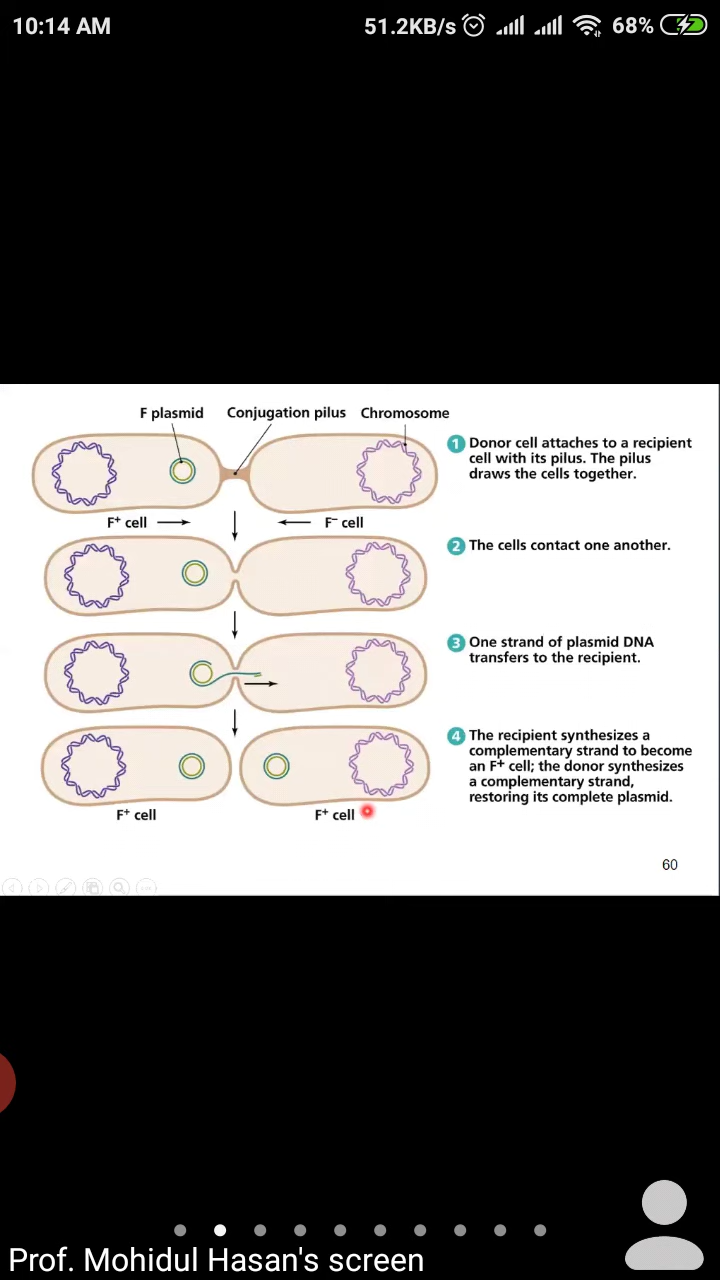 10:14 AM 51.2KB/s 68%
F plasmid Conjugation pilus Chromosome
1 Donor cell attaches to a recipient
cell with its pilus. The pilus
draws the cells together.
F⁺ cell F⁻ cell
2 The cells contact one another.
3 One strand of plasmid DNA
transfers to the recipient.
4 The recipient synthesizes a
complementary strand to become
an F⁺ cell; the donor synthesizes
a complementary strand,
restoring its complete plasmid.
F⁺ cell F⁺ cell
60
Prof. Mohidul Hasan's screen